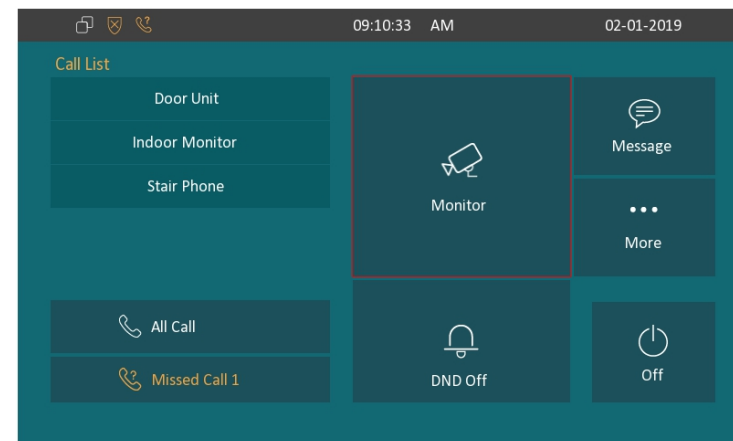 09:10:33 AM
02-01-2019
Call List
Door Unit
Indoor Monitor
Stair Phone
Monitor
Message
More
All Call
Missed Call 1
DND Off
Off